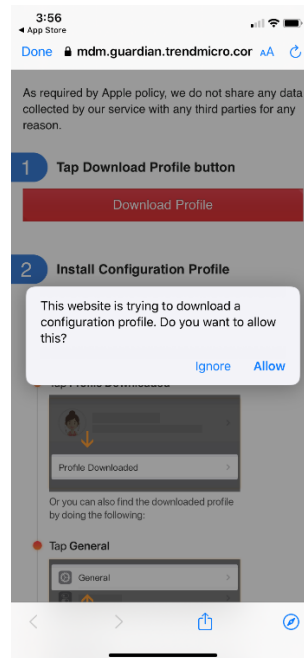 3:56
App Store
Done mdm.guardian.trendmicro.cor AA
As required by Apple policy, we do not share any data
collected by our service with any third parties for any
reason.
1 Tap Download Profile button
Download Profile
2 Install Configuration Profile
This website is trying to download a
configuration profile. Do you want to allow
this?
Ignore Allow
Tap Profile Downloaded
Profile Downloaded
Or you can also find the downloaded profile
by doing the following:
Tap General
General